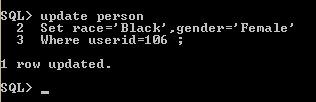 SQL> update person
2 Set race='Black',gender='Female'
3 Where userid=106 ;
1 row updated.
SQL> _